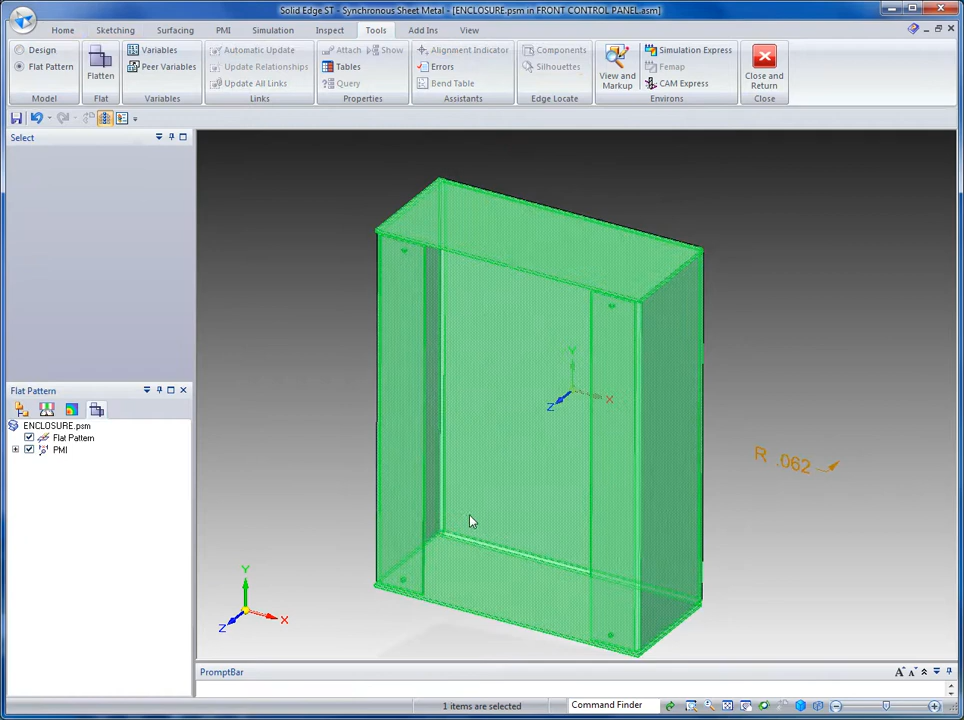 Solid Edge ST - Synchronous Sheet Metal - [ENCLOSURE.psm in FRONT CONTROL PANEL.asm]
Home Sketching Surfacing PMI Simulation Inspect Tools Add Ins View
Design
Flat Pattern
Model
Flatten
Flat
Variables
Peer Variables
Variables
Automatic Update
Update Relationships
Update All Links
Links
Attach Show
Tables
Query
Properties
Alignment Indicator
Errors
Bend Table
Assistants
Components
Silhouettes
Edge Locate
View and
Markup
Simulation Express
Femap
CAM Express
Environs
Close and
Return
Close
Select
Flat Pattern
ENCLOSURE.psm
Flat Pattern
PMI
Y
Z
X
R .062
Y
X
Z
PromptBar
1 items are selected
Command Finder